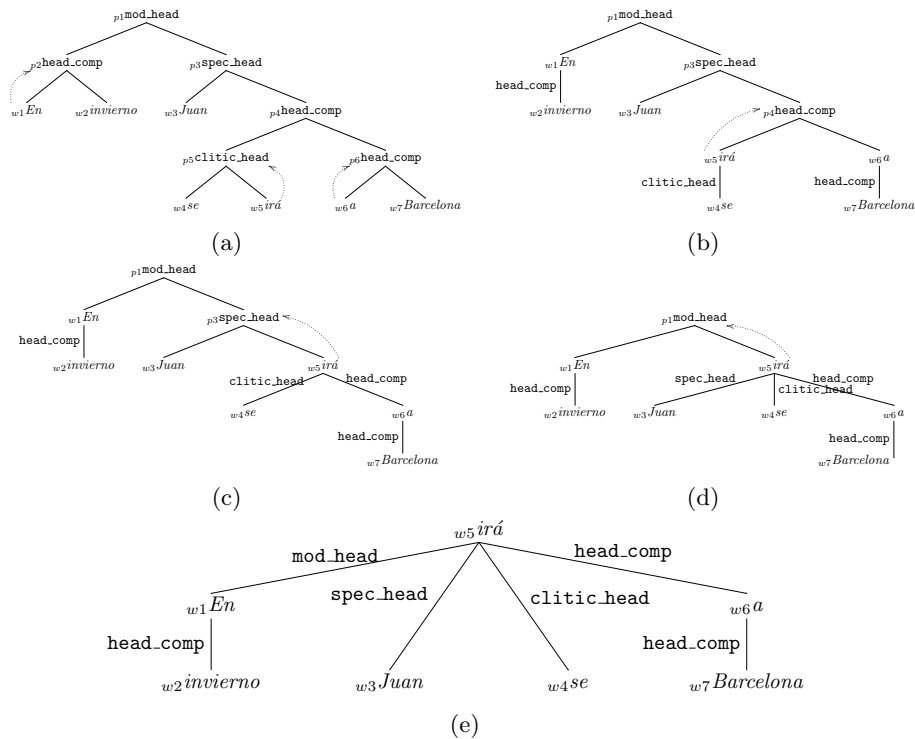 p1mod_head p1mod_head
p2head_comp p3spec_head w1En p3spec_head
head_comp
w1En w2invierno w3Juan p4head_comp w2invierno w3Juan p4head_comp
p5clitic_head p6head_comp w5irá w6a
clitic_head head_comp
w4se w5irá w6a w7Barcelona w4se w7Barcelona
(a) (b)
p1mod_head
w1En p3spec_head p1mod_head
head_comp
w2invierno w3Juan w5irá w1En w5irá
clitic_head head_comp head_comp spec_head clitic_head head_comp
w4se w6a w2invierno w3Juan w4se w6a
head_comp head_comp
w7Barcelona w7Barcelona
(c) (d)
w5irá
mod_head head_comp
spec_head clitic_head
w1En w6a
head_comp head_comp
w2invierno w3Juan w4se w7Barcelona
(e)